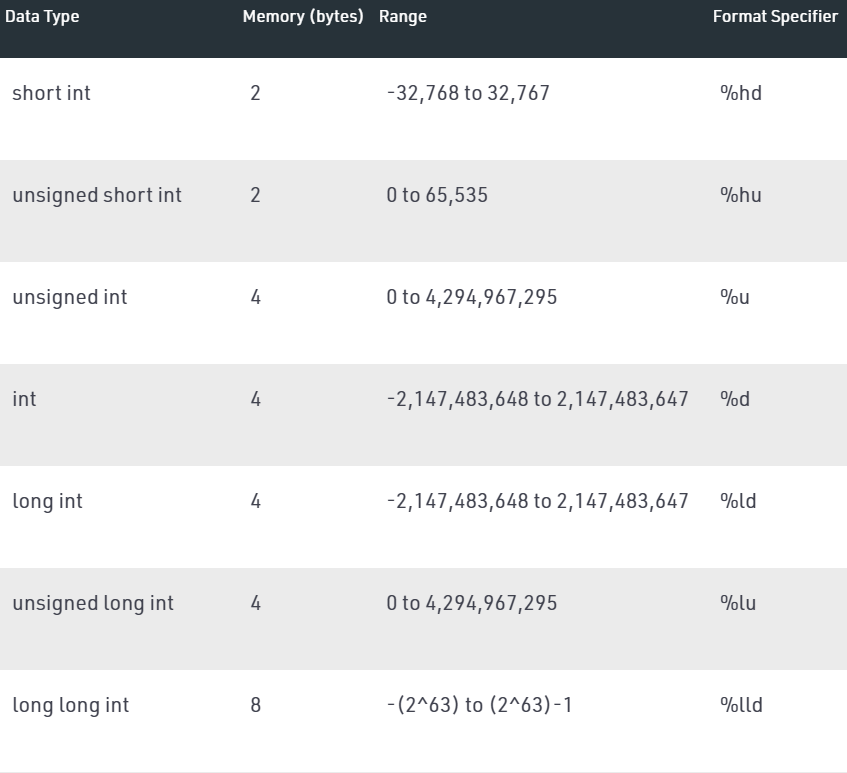 Data Type Memory (bytes) Range Format Specifier
short int 2 -32,768 to 32,767 %hd
unsigned short int 2 0 to 65,535 %hu
unsigned int 4 0 to 4,294,967,295 %u
int 4 -2,147,483,648 to 2,147,483,647 %d
long int 4 -2,147,483,648 to 2,147,483,647 %ld
unsigned long int 4 0 to 4,294,967,295 %lu
long long int 8 -(2^63) to (2^63)-1 %lld